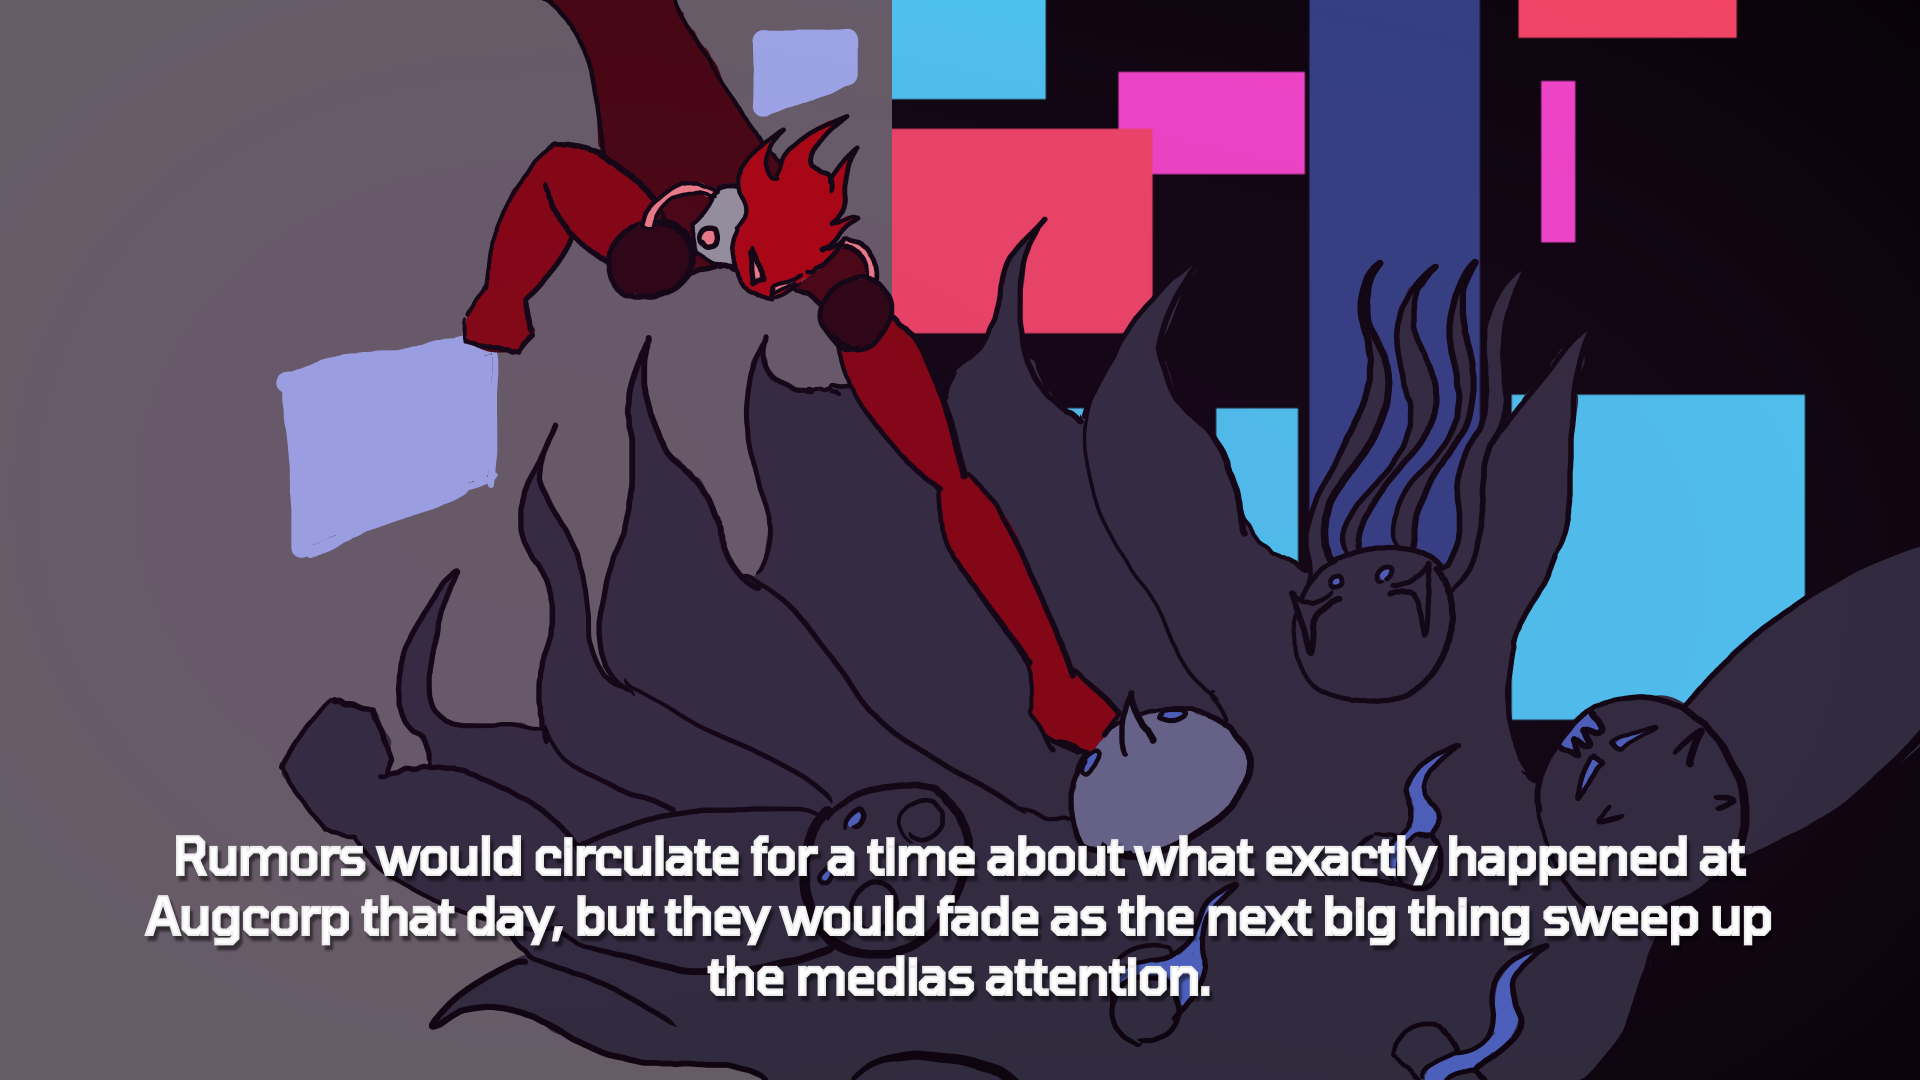 Rumors would circulate for a time about what exactly happened at
Augcorp that day, but they would fade as the next big thing sweep up
the medias attention.